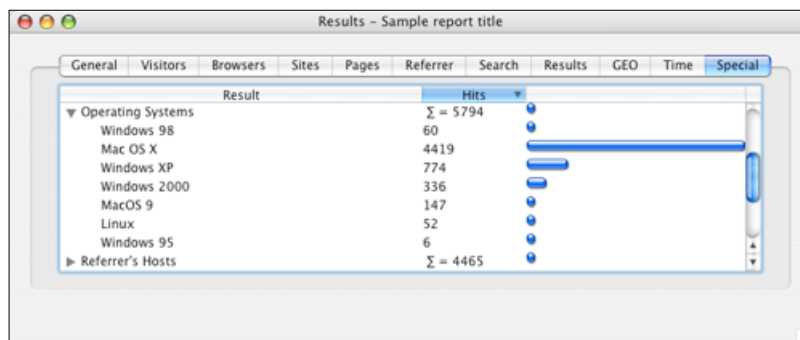 Results – Sample report title
General Visitors Browsers Sites Pages Referrer Search Results GEO Time Special
Result Hits
Operating Systems Σ = 5794
Windows 98 60
Mac OS X 4419
Windows XP 774
Windows 2000 336
MacOS 9 147
Linux 52
Windows 95 6
Referrer's Hosts Σ = 4465